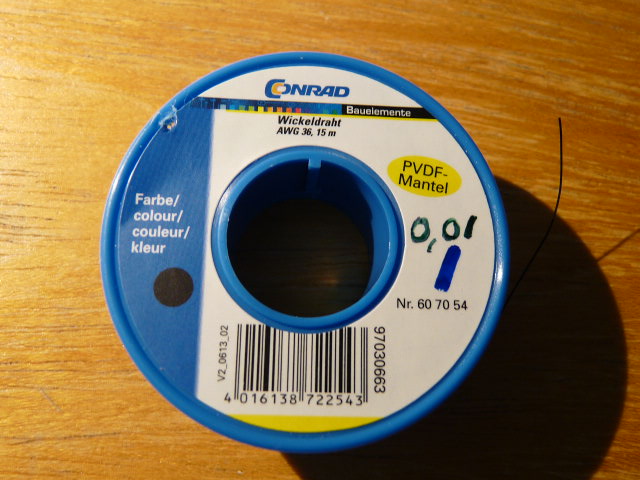 CONRAD
Bauelemente
Wickeldraht
AWG 36, 15 m
PVDF-
Mantel
Farbe/
colour/
couleur/
kleur
0,01
Nr. 60 70 54
V2_0613_02
97030663
4 016138 722543